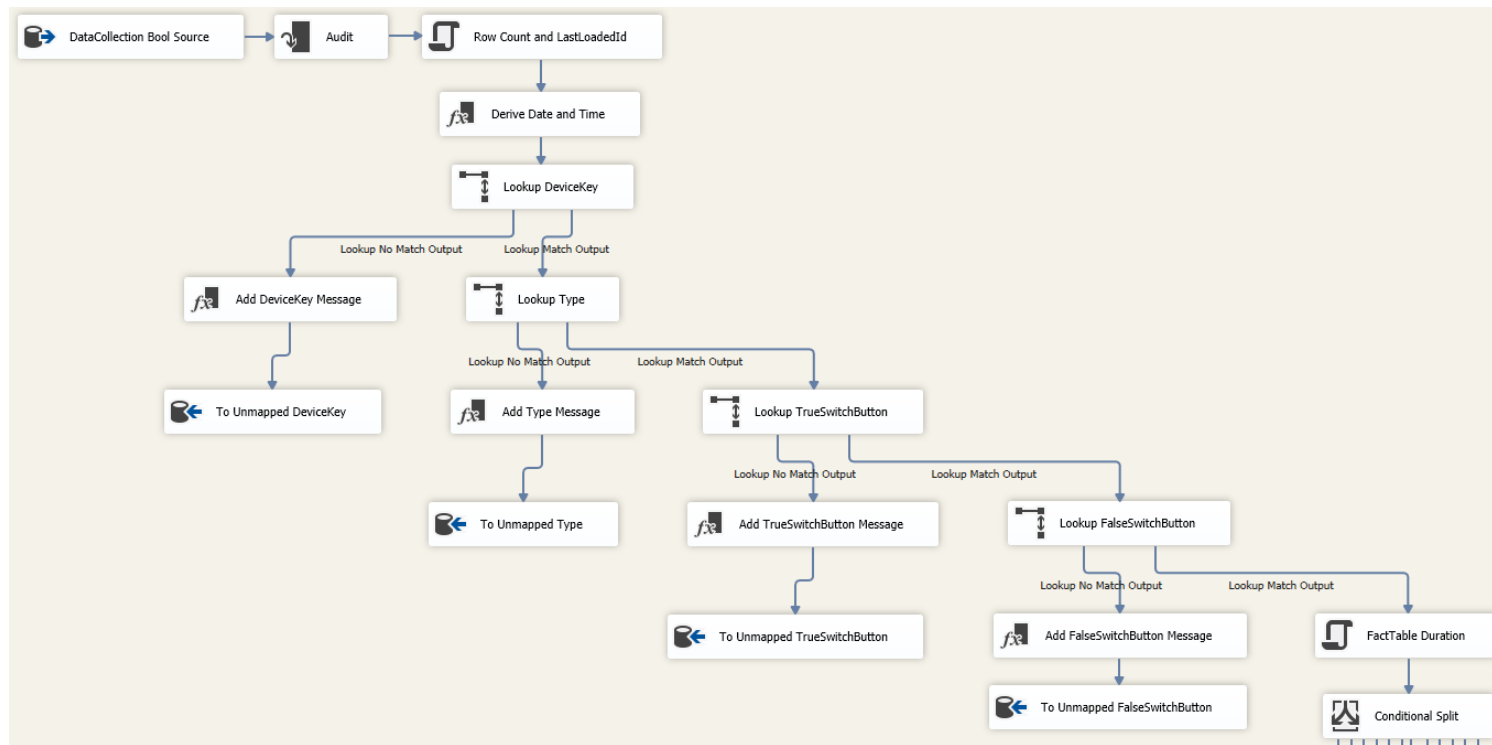 DataCollection Bool Source
Audit
Row Count and LastLoadedId
Derive Date and Time
Lookup DeviceKey
Lookup No Match Output
Lookup Match Output
Add DeviceKey Message
Lookup Type
Lookup No Match Output
Lookup Match Output
To Unmapped DeviceKey
Add Type Message
Lookup TrueSwitchButton
Lookup No Match Output
Lookup Match Output
To Unmapped Type
Add TrueSwitchButton Message
Lookup FalseSwitchButton
Lookup No Match Output
Lookup Match Output
To Unmapped TrueSwitchButton
Add FalseSwitchButton Message
FactTable Duration
To Unmapped FalseSwitchButton
Conditional Split